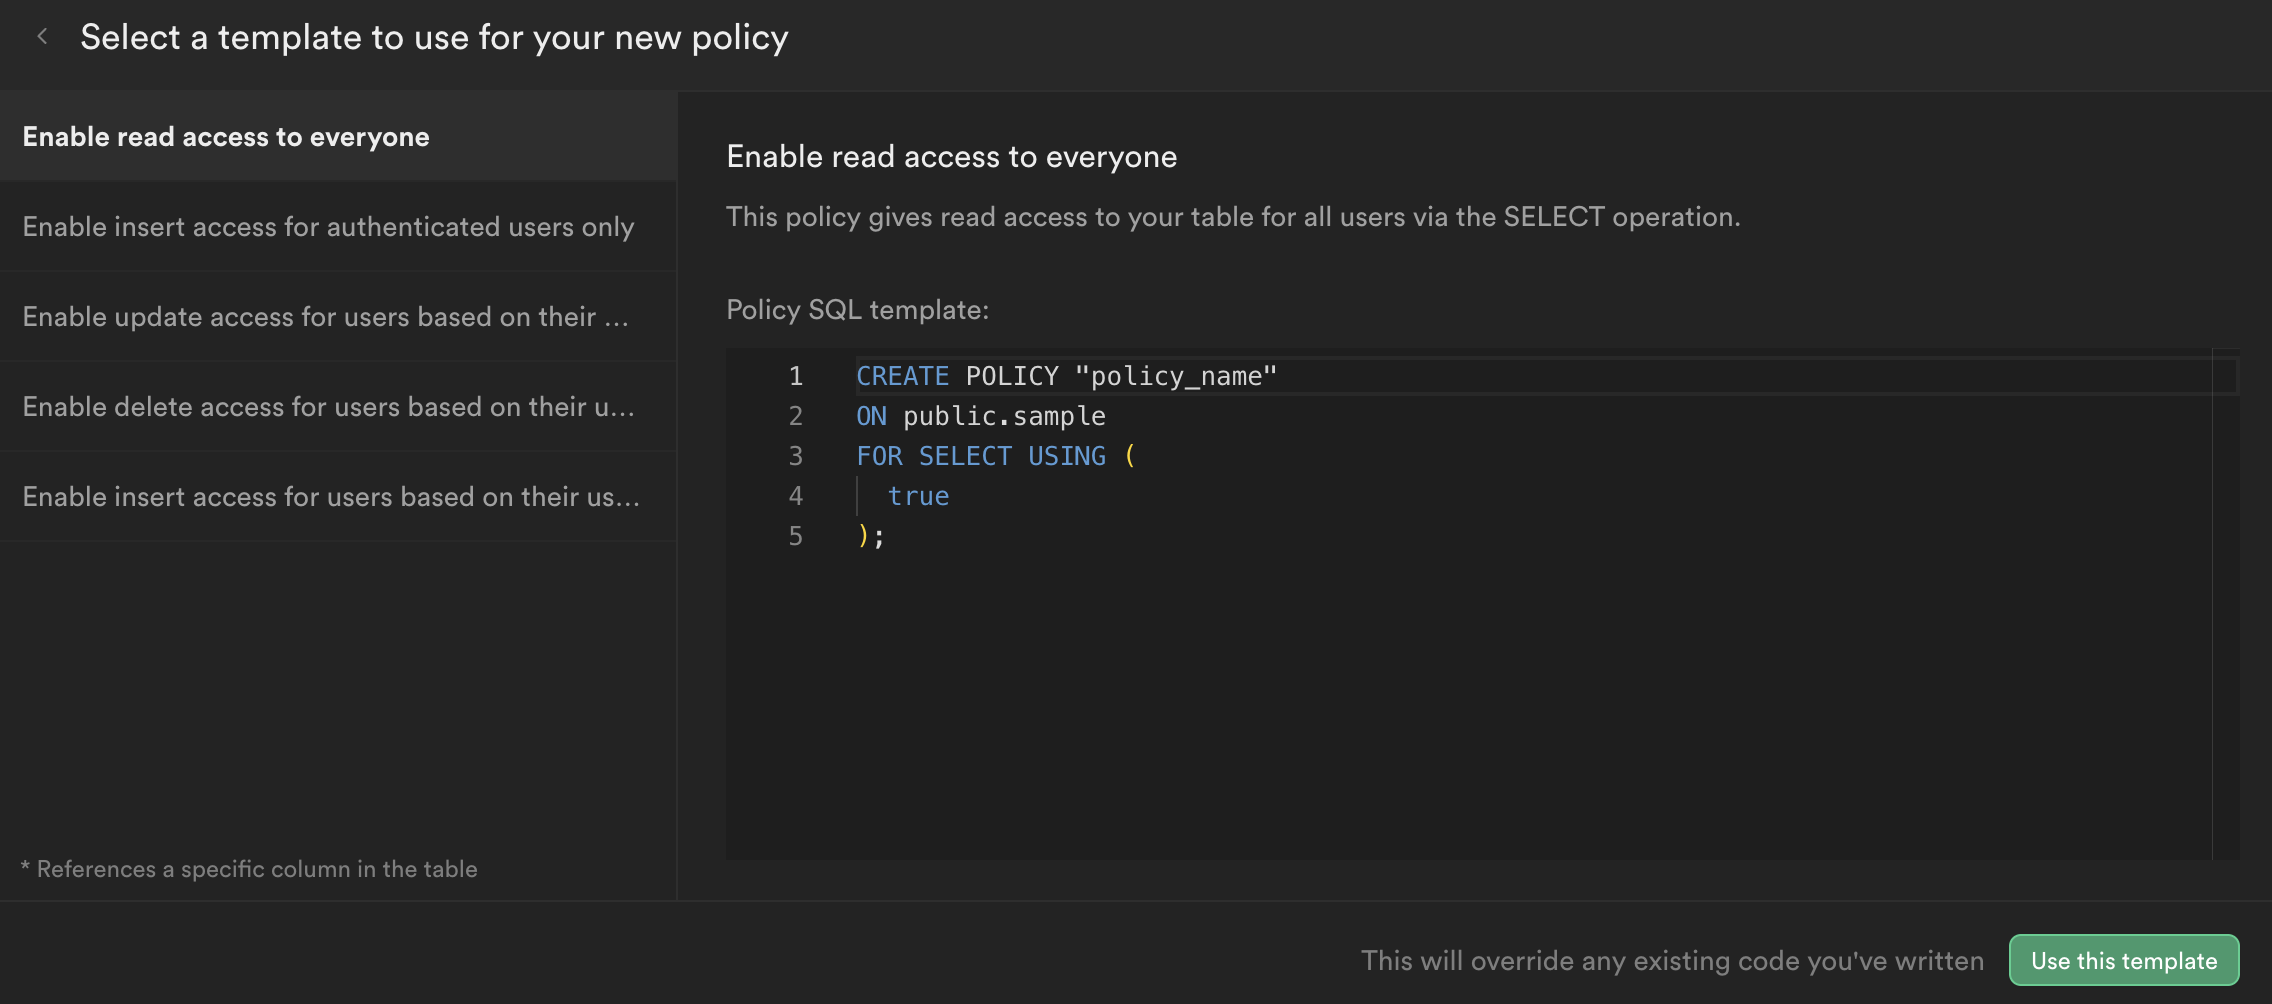 Select a template to use for your new policy
Enable read access to everyone
Enable insert access for authenticated users only
Enable update access for users based on their ...
Enable delete access for users based on their u...
Enable insert access for users based on their us...
* References a specific column in the table
Enable read access to everyone
This policy gives read access to your table for all users via the SELECT operation.
Policy SQL template:
1 CREATE POLICY "policy_name"
2 ON public.sample
3 FOR SELECT USING (
4 true
5 );
This will override any existing code you've written
Use this template